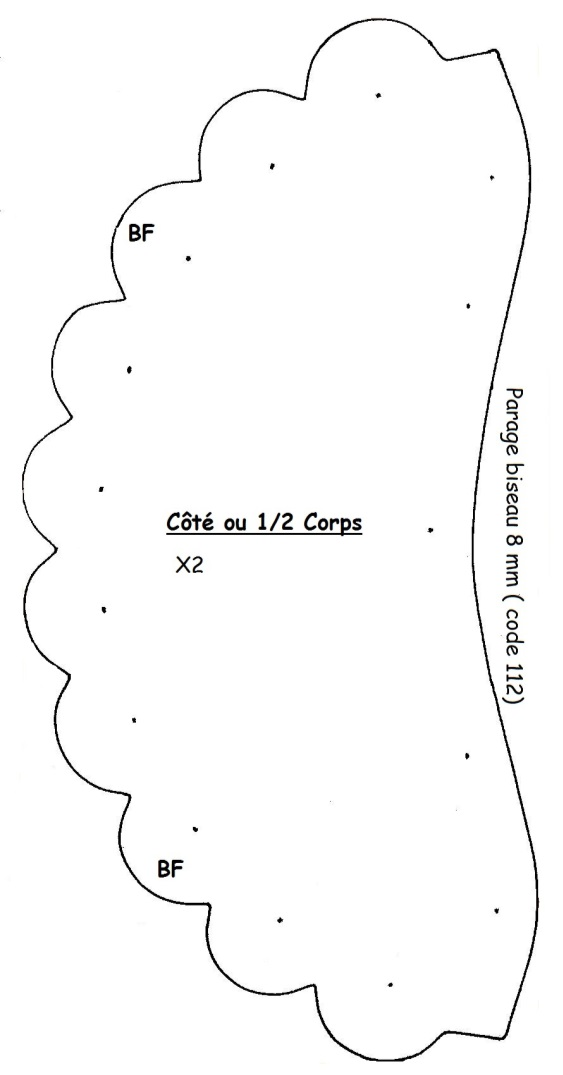 BF
Côté ou 1/2 Corps
X2
Parage biseau 8 mm ( code 112)
BF